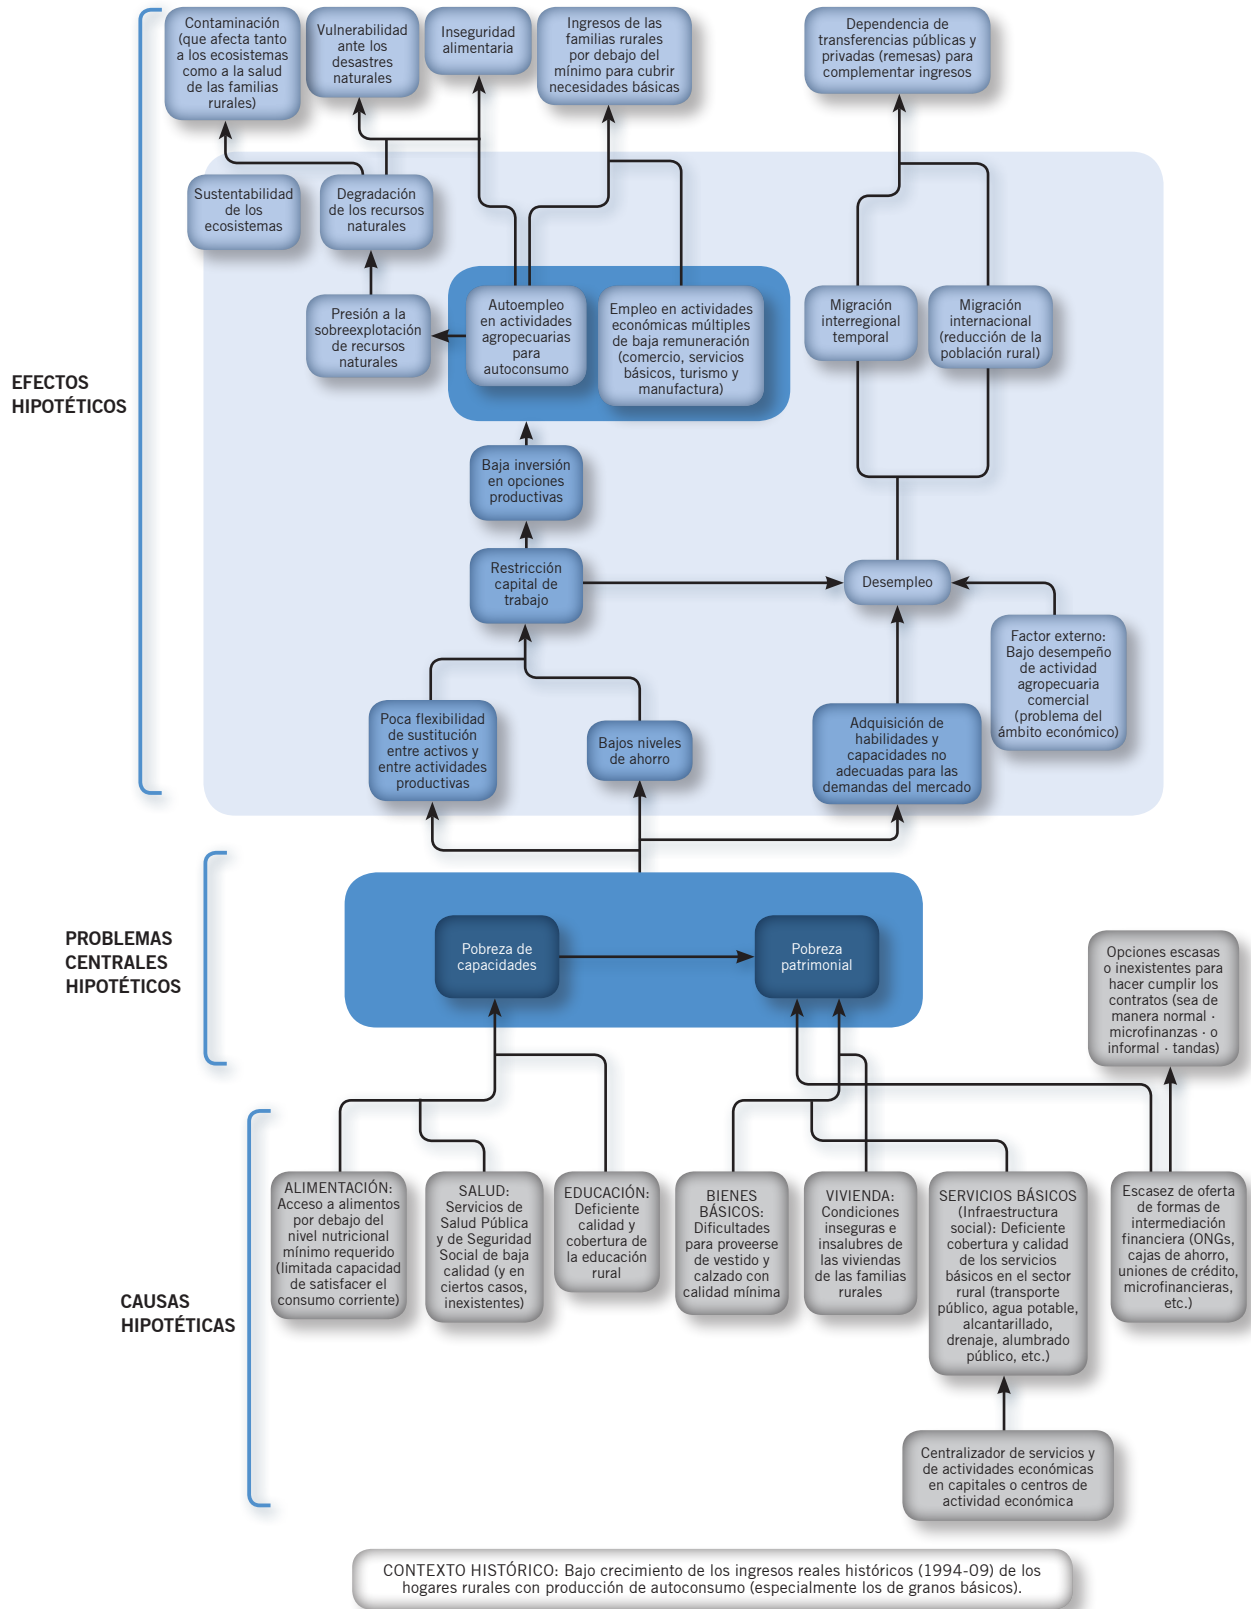 Contaminación
(que afecta tanto
a los ecosistemas
como a la salud
de las familias
rurales)
Vulnerabilidad
ante los
desastres
naturales
Inseguridad
alimentaria
Ingresos de las
familias rurales
por debajo del
mínimo para cubrir
necesidades básicas
Dependencia de
transferencias públicas y
privadas (remesas) para
complementar ingresos
Sustentabilidad
de los
ecosistemas
Degradación
de los recursos
naturales
Presión a la
sobreexplotación
de recursos
naturales
Autoempleo
en actividades
agropecuarias
para
autoconsumo
Empleo en actividades
económicas múltiples
de baja remuneración
(comercio, servicios
básicos, turismo y
manufactura)
Migración
interregional
temporal
Migración
internacional
(reducción de la
población rural)
EFECTOS
HIPOTÉTICOS
Baja inversión
en opciones
productivas
Restricción
capital de
trabajo
Desempleo
Factor externo:
Bajo desempeño
de actividad
agropecuaria
comercial
(problema del
ámbito económico)
Poca flexibilidad
de sustitución
entre activos y
entre actividades
productivas
Bajos niveles
de ahorro
Adquisición de
habilidades y
capacidades no
adecuadas para las
demandas del mercado
PROBLEMAS
CENTRALES
HIPOTÉTICOS
Pobreza de
capacidades
Pobreza
patrimonial
Opciones escasas
o inexistentes para
hacer cumplir los
contratos (sea de
manera normal ·
microfinanzas · o
informal · tandas)
CAUSAS
HIPOTÉTICAS
ALIMENTACIÓN:
Acceso a alimentos
por debajo del
nivel nutricional
mínimo requerido
(limitada capacidad
de satisfacer el
consumo corriente)
SALUD:
Servicios de
Salud Pública
y de Seguridad
Social de baja
calidad (y en
ciertos casos,
inexistentes)
EDUCACIÓN:
Deficiente
calidad y
cobertura de
la educación
rural
BIENES
BÁSICOS:
Dificultades
para proveerse
de vestido y
calzado con
calidad mínima
VIVIENDA:
Condiciones
inseguras e
insalubres de
las viviendas
de las familias
rurales
SERVICIOS BÁSICOS
(Infraestructura
social): Deficiente
cobertura y calidad
de los servicios
básicos en el sector
rural (transporte
público, agua potable,
alcantarillado,
drenaje, alumbrado
público, etc.)
Escasez de oferta
de formas de
intermediación
financiera (ONGs,
cajas de ahorro,
uniones de crédito,
microfinancieras,
etc.)
Centralizador de servicios y
de actividades económicas
en capitales o centros de
actividad económica
CONTEXTO HISTÓRICO: Bajo crecimiento de los ingresos reales históricos (1994-09) de los
hogares rurales con producción de autoconsumo (especialmente los de granos básicos).